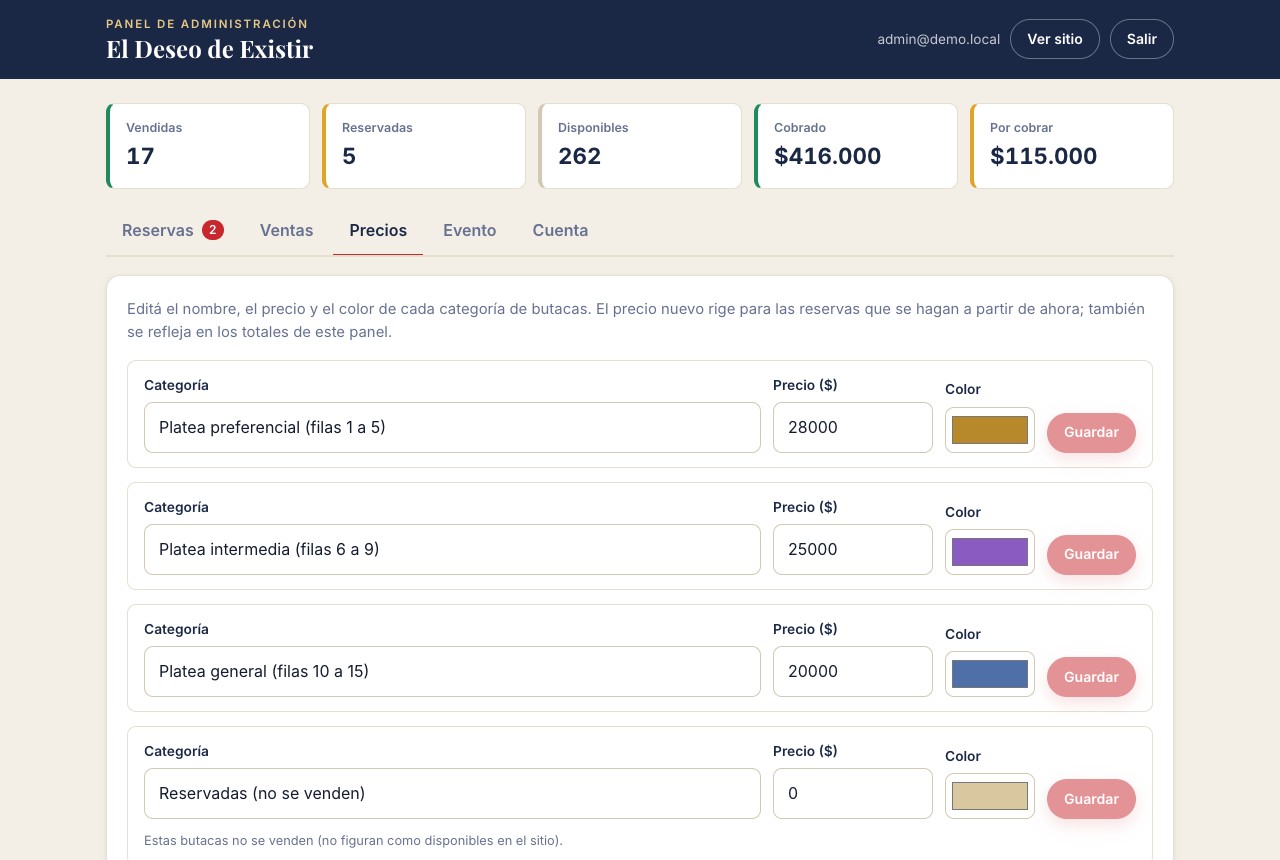 PANEL DE ADMINISTRACIÓN
El Deseo de Existir
admin@demo.local
Ver sitio
Salir
Vendidas
17
Reservadas
5
Disponibles
262
Cobrado
$416.000
Por cobrar
$115.000
Reservas 2
Ventas
Precios
Evento
Cuenta
Editá el nombre, el precio y el color de cada categoría de butacas. El precio nuevo rige para las reservas que se hagan a partir de ahora; también
se refleja en los totales de este panel.
Categoría
Precio ($)
Color
Platea preferencial (filas 1 a 5)
28000
Guardar
Categoría
Precio ($)
Color
Platea intermedia (filas 6 a 9)
25000
Guardar
Categoría
Precio ($)
Color
Platea general (filas 10 a 15)
20000
Guardar
Categoría
Precio ($)
Color
Reservadas (no se venden)
0
Guardar
Estas butacas no se venden (no figuran como disponibles en el sitio).